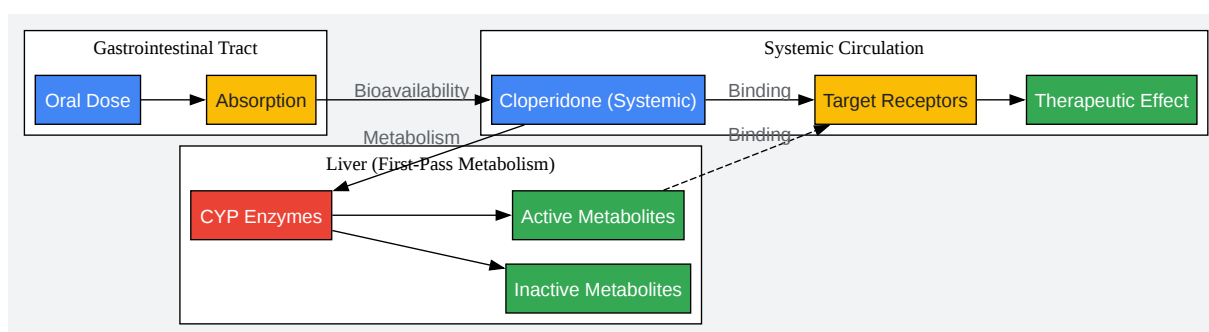 Gastrointestinal Tract
Systemic Circulation
Oral Dose
Absorption
Bioavailability
Cloperidone (Systemic)
Binding
Target Receptors
Therapeutic Effect
Metabolism
Binding
Liver (First-Pass Metabolism)
CYP Enzymes
Active Metabolites
Inactive Metabolites